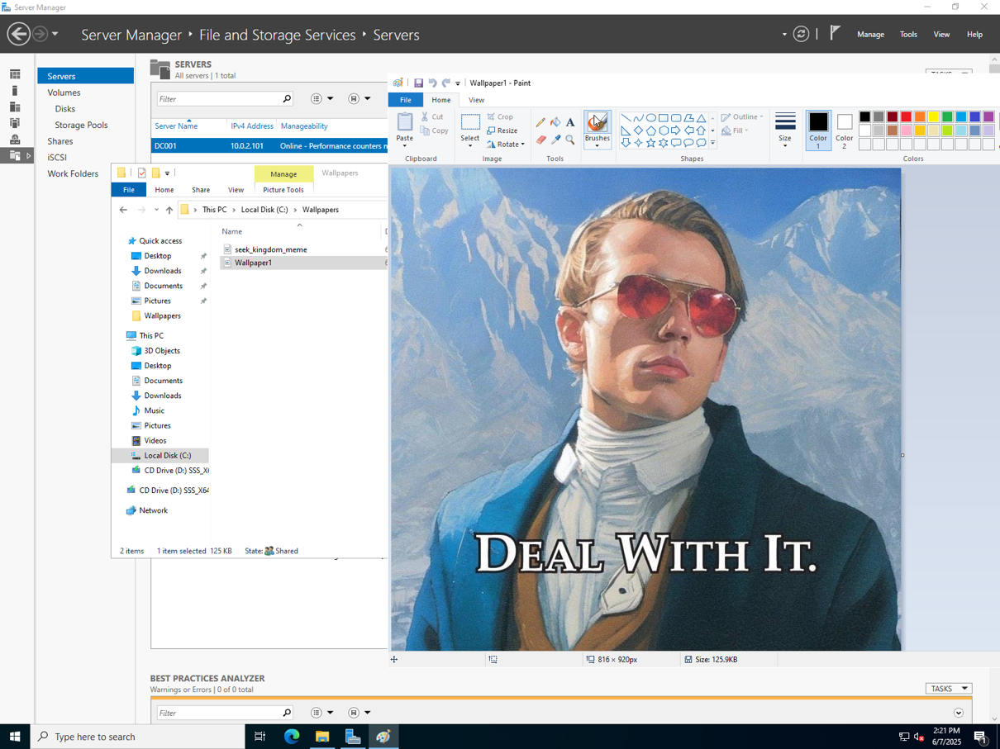 Server Manager
Server Manager • File and Storage Services • Servers
Manage Tools View Help
Servers
Volumes
Disks
Storage Pools
Shares
iSCSI
Work Folders
SERVERS
All servers | 1 total
TASKS
Filter
Server Name IPv4 Address Manageability
DC001 10.0.2.101 Online - Performance counters n
Manage Wallpapers
File Home Share View Picture Tools
This PC Local Disk (C:) Wallpapers
Name
seek_kingdom_meme
Wallpaper1
Quick access
Desktop
Downloads
Documents
Pictures
Wallpapers
This PC
3D Objects
Desktop
Documents
Downloads
Music
Pictures
Videos
Local Disk (C:)
CD Drive (D:) SSS_X6
CD Drive (D:) SSS_X64
Network
2 items 1 item selected 125 KB State: Shared
Wallpaper1 - Paint
File Home View
Paste
Cut
Copy
Clipboard
Select
Crop
Resize
Rotate
Image
A
Tools
Brushes
Shapes
Outline
Fill
Size
Color 1
Color 2
Colors
DEAL WITH IT.
816 × 920px Size: 125.9KB
BEST PRACTICES ANALYZER
Warnings or Errors | 0 of 0 total
TASKS
Filter
Type here to search
2:21 PM
6/7/2025
1